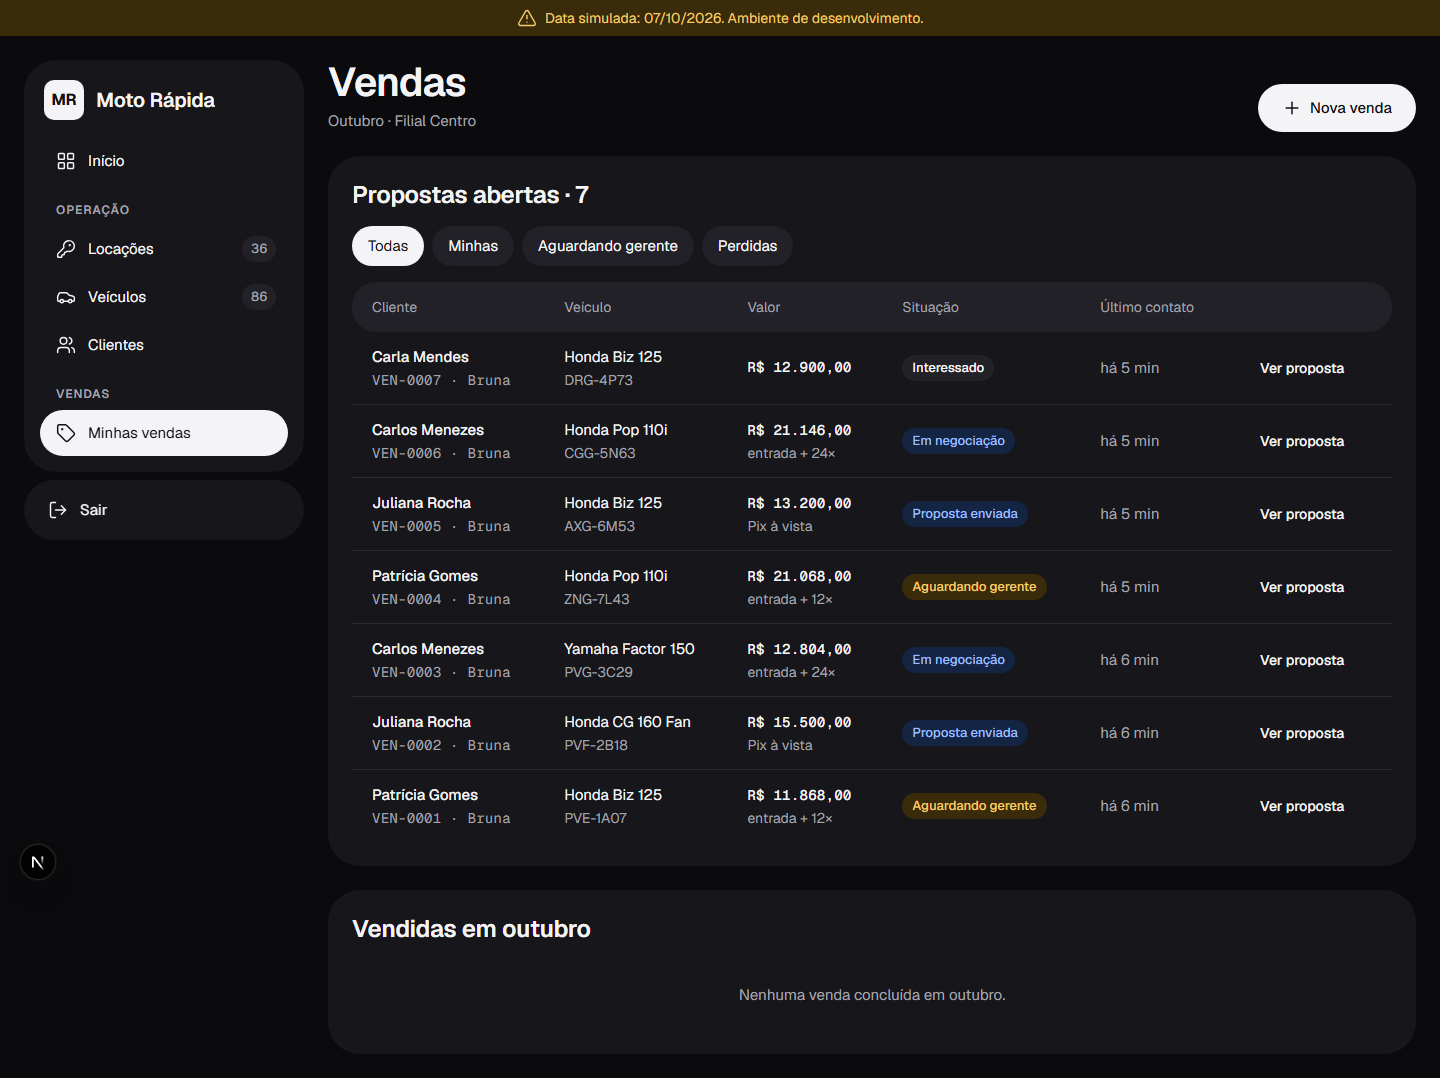 Data simulada: 07/10/2026. Ambiente de desenvolvimento.
MR Moto Rápida
Início
OPERAÇÃO
Locações 36
Veículos 86
Clientes
VENDAS
Minhas vendas
Sair
N
Vendas
Outubro · Filial Centro
Nova venda
Propostas abertas · 7
Todas Minhas Aguardando gerente Perdidas
Cliente Veículo Valor Situação Último contato
Carla Mendes Honda Biz 125 R$ 12.900,00 Interessado há 5 min Ver proposta
VEN-0007 · Bruna DRG-4P73
Carlos Menezes Honda Pop 110i R$ 21.146,00 Em negociação há 5 min Ver proposta
VEN-0006 · Bruna CGG-5N63 entrada + 24×
Juliana Rocha Honda Biz 125 R$ 13.200,00 Proposta enviada há 5 min Ver proposta
VEN-0005 · Bruna AXG-6M53 Pix à vista
Patrícia Gomes Honda Pop 110i R$ 21.068,00 Aguardando gerente há 5 min Ver proposta
VEN-0004 · Bruna ZNG-7L43 entrada + 12×
Carlos Menezes Yamaha Factor 150 R$ 12.804,00 Em negociação há 6 min Ver proposta
VEN-0003 · Bruna PVG-3C29 entrada + 24×
Juliana Rocha Honda CG 160 Fan R$ 15.500,00 Proposta enviada há 6 min Ver proposta
VEN-0002 · Bruna PVF-2B18 Pix à vista
Patrícia Gomes Honda Biz 125 R$ 11.868,00 Aguardando gerente há 6 min Ver proposta
VEN-0001 · Bruna PVE-1A07 entrada + 12×
Vendidas em outubro
Nenhuma venda concluída em outubro.